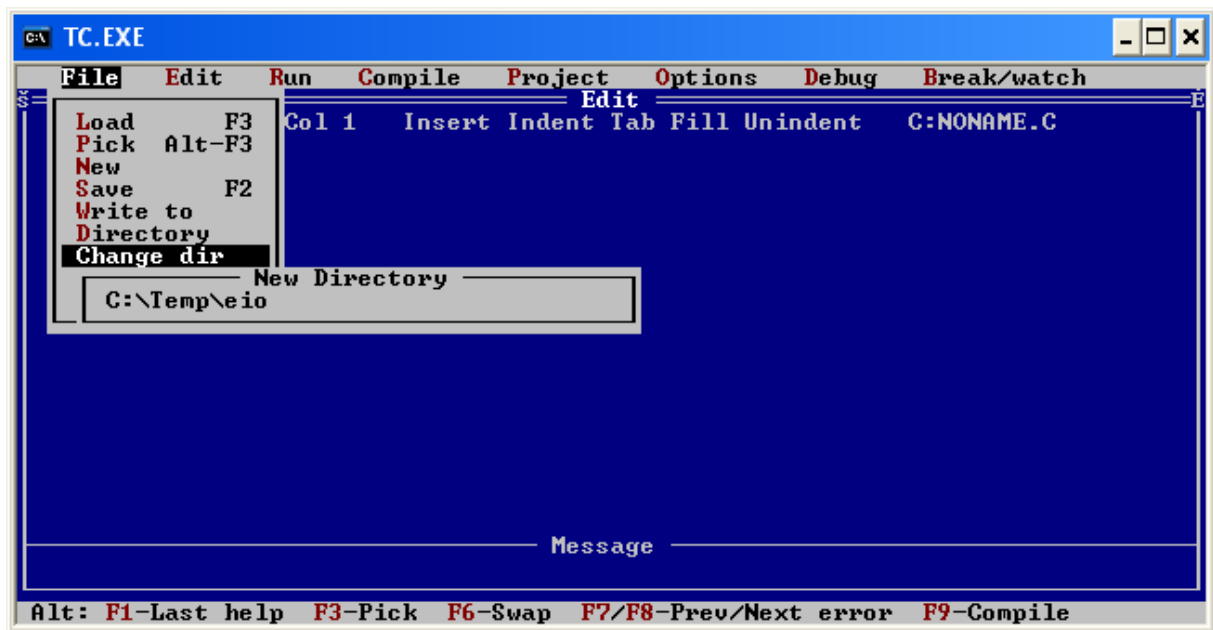 TC.EXE
File Edit Run Compile Project Options Debug Break/watch
Edit
Col 1 Insert Indent Tab Fill Unindent C:NONAME.C
Load F3
Pick Alt-F3
New
Save F2
Write to
Directory
Change dir
New Directory
C:\Temp\eio
Message
Alt: F1-Last help F3-Pick F6-Swap F7/F8-Prev/Next error F9-Compile